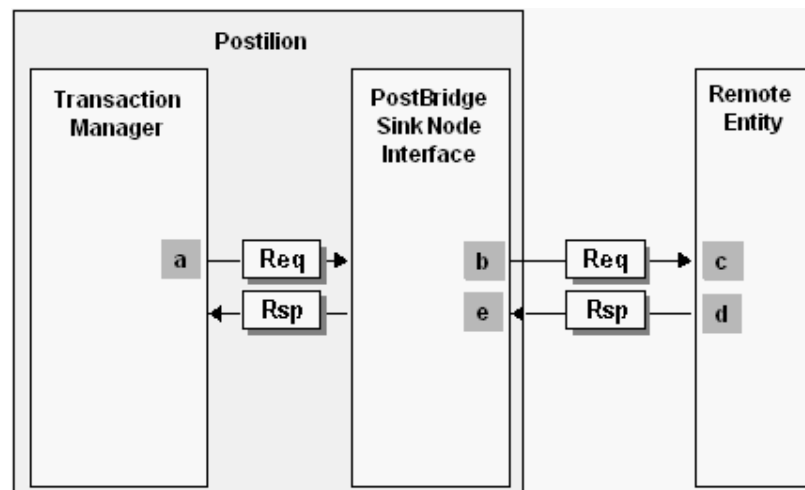 Postilion
Transaction
Manager
PostBridge
Sink Node
Interface
Remote
Entity
a
Req
b
Req
c
Rsp
e
Rsp
d